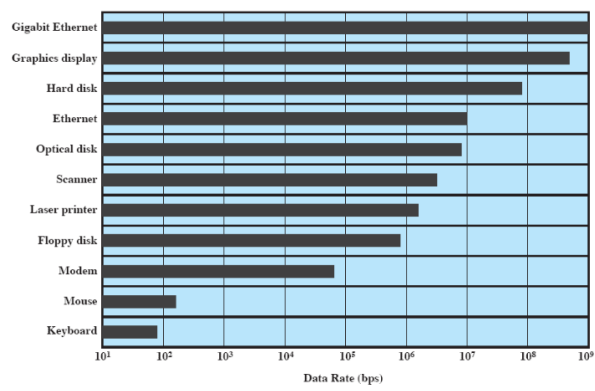 Gigabit Ethernet
Graphics display
Hard disk
Ethernet
Optical disk
Scanner
Laser printer
Floppy disk
Modem
Mouse
Keyboard
10¹ 10² 10³ 10⁴ 10⁵ 10⁶ 10⁷ 10⁸ 10⁹
Data Rate (bps)